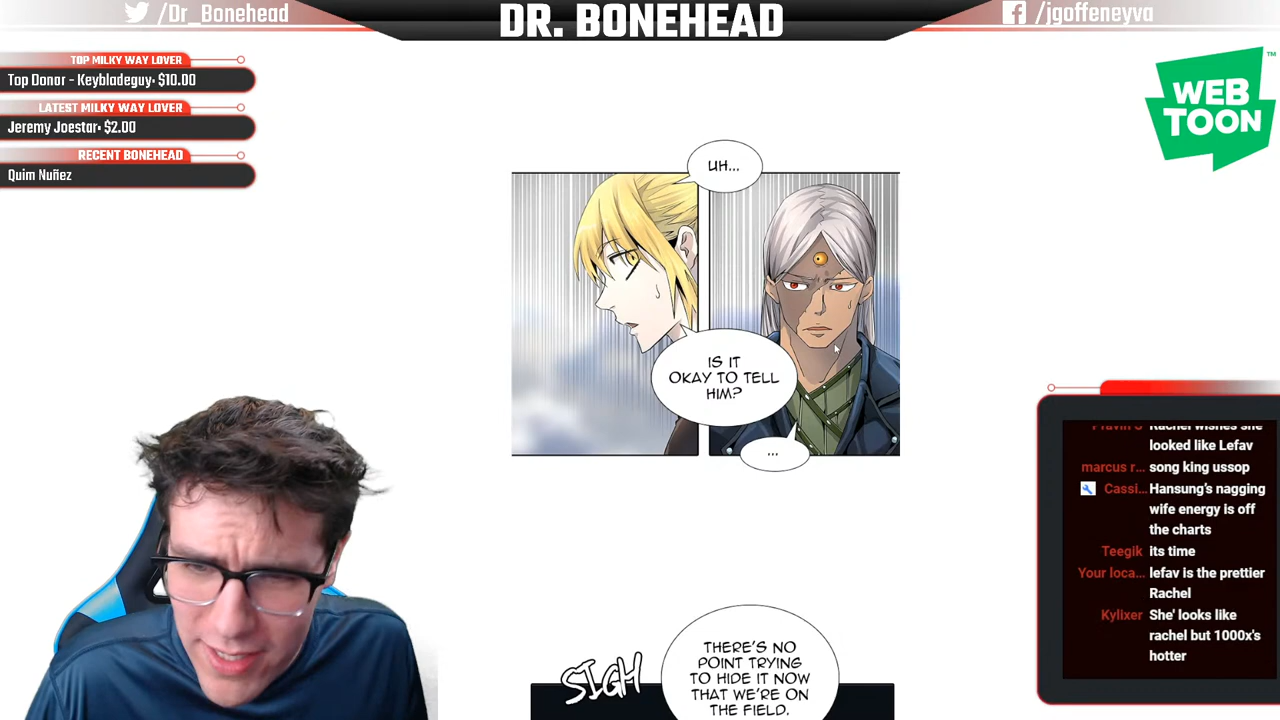 /Dr_Bonehead
DR. BONEHEAD
/jgoffeneyva
TOP MILKY WAY LOVER
Top Donor - Keybladeguy: $10.00
LATEST MILKY WAY LOVER
Jeremy Joestar: $2.00
RECENT BONEHEAD
Quim Nuñez
WEB
TOON
TM
UH...
IS IT
OKAY TO TELL
HIM?
...
SIGH
THERE'S NO
POINT TRYING
TO HIDE IT NOW
THAT WE'RE ON
THE FIELD.
Rachel wishes she
looked like Lefav
marcus r... song king ussop
Cassi... Hansung's nagging
wife energy is off
the charts
Teegik its time
Your loca... lefav is the prettier
Rachel
Kylixer She' looks like
rachel but 1000x's
hotter